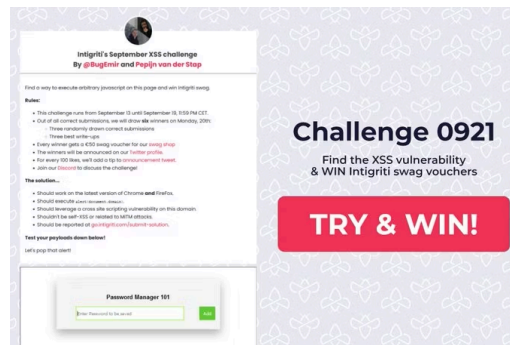 Intigriti's September XSS challenge
By @BugEmir and Pepijn van der Stap
Find a way to execute arbitrary javascript on this page and win Intigriti swag.
Rules:
This challenge runs from September 13 until September 19, 11:59 PM CET.
Out of all correct submissions, we will draw six winners on Monday, 20th:
Three randomly drawn correct submissions
Three best write-ups
Every winner gets a €50 swag voucher for our swag shop
The winners will be announced on our Twitter profile.
For every 100 likes, we'll add a tip to announcement tweet.
Join our Discord to discuss the challenge!
The solution...
Should work on the latest version of Chrome and FireFox.
Should execute alert(document.domain).
Should leverage a cross site scripting vulnerability on this domain.
Shouldn't be self-XSS or related to MiTM attacks.
Should be reported at go.intigriti.com/submit-solution.
Test your payloads down below!
Let's pop that alert!
Password Manager 101
Enter Password to be saved
Add
Challenge 0921
Find the XSS vulnerability
& WIN Intigriti swag vouchers
TRY & WIN!